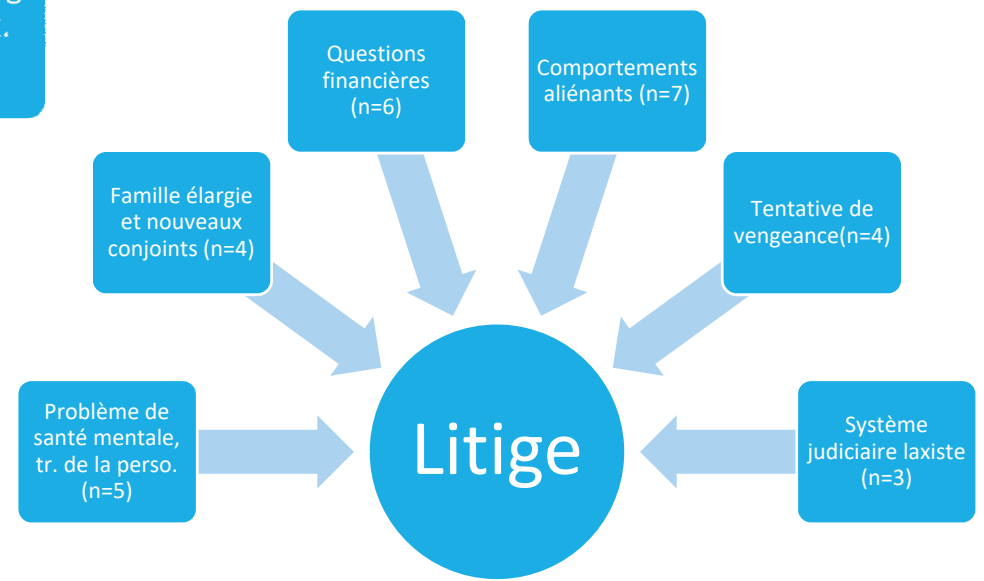 Questions
financières
(n=6)
Comportements
aliénants (n=7)
Famille élargie
et nouveaux
conjoints (n=4)
Tentative de
vengeance(n=4)
Problème de
santé mentale,
tr. de la perso.
(n=5)
Litige
Système
judiciaire laxiste
(n=3)